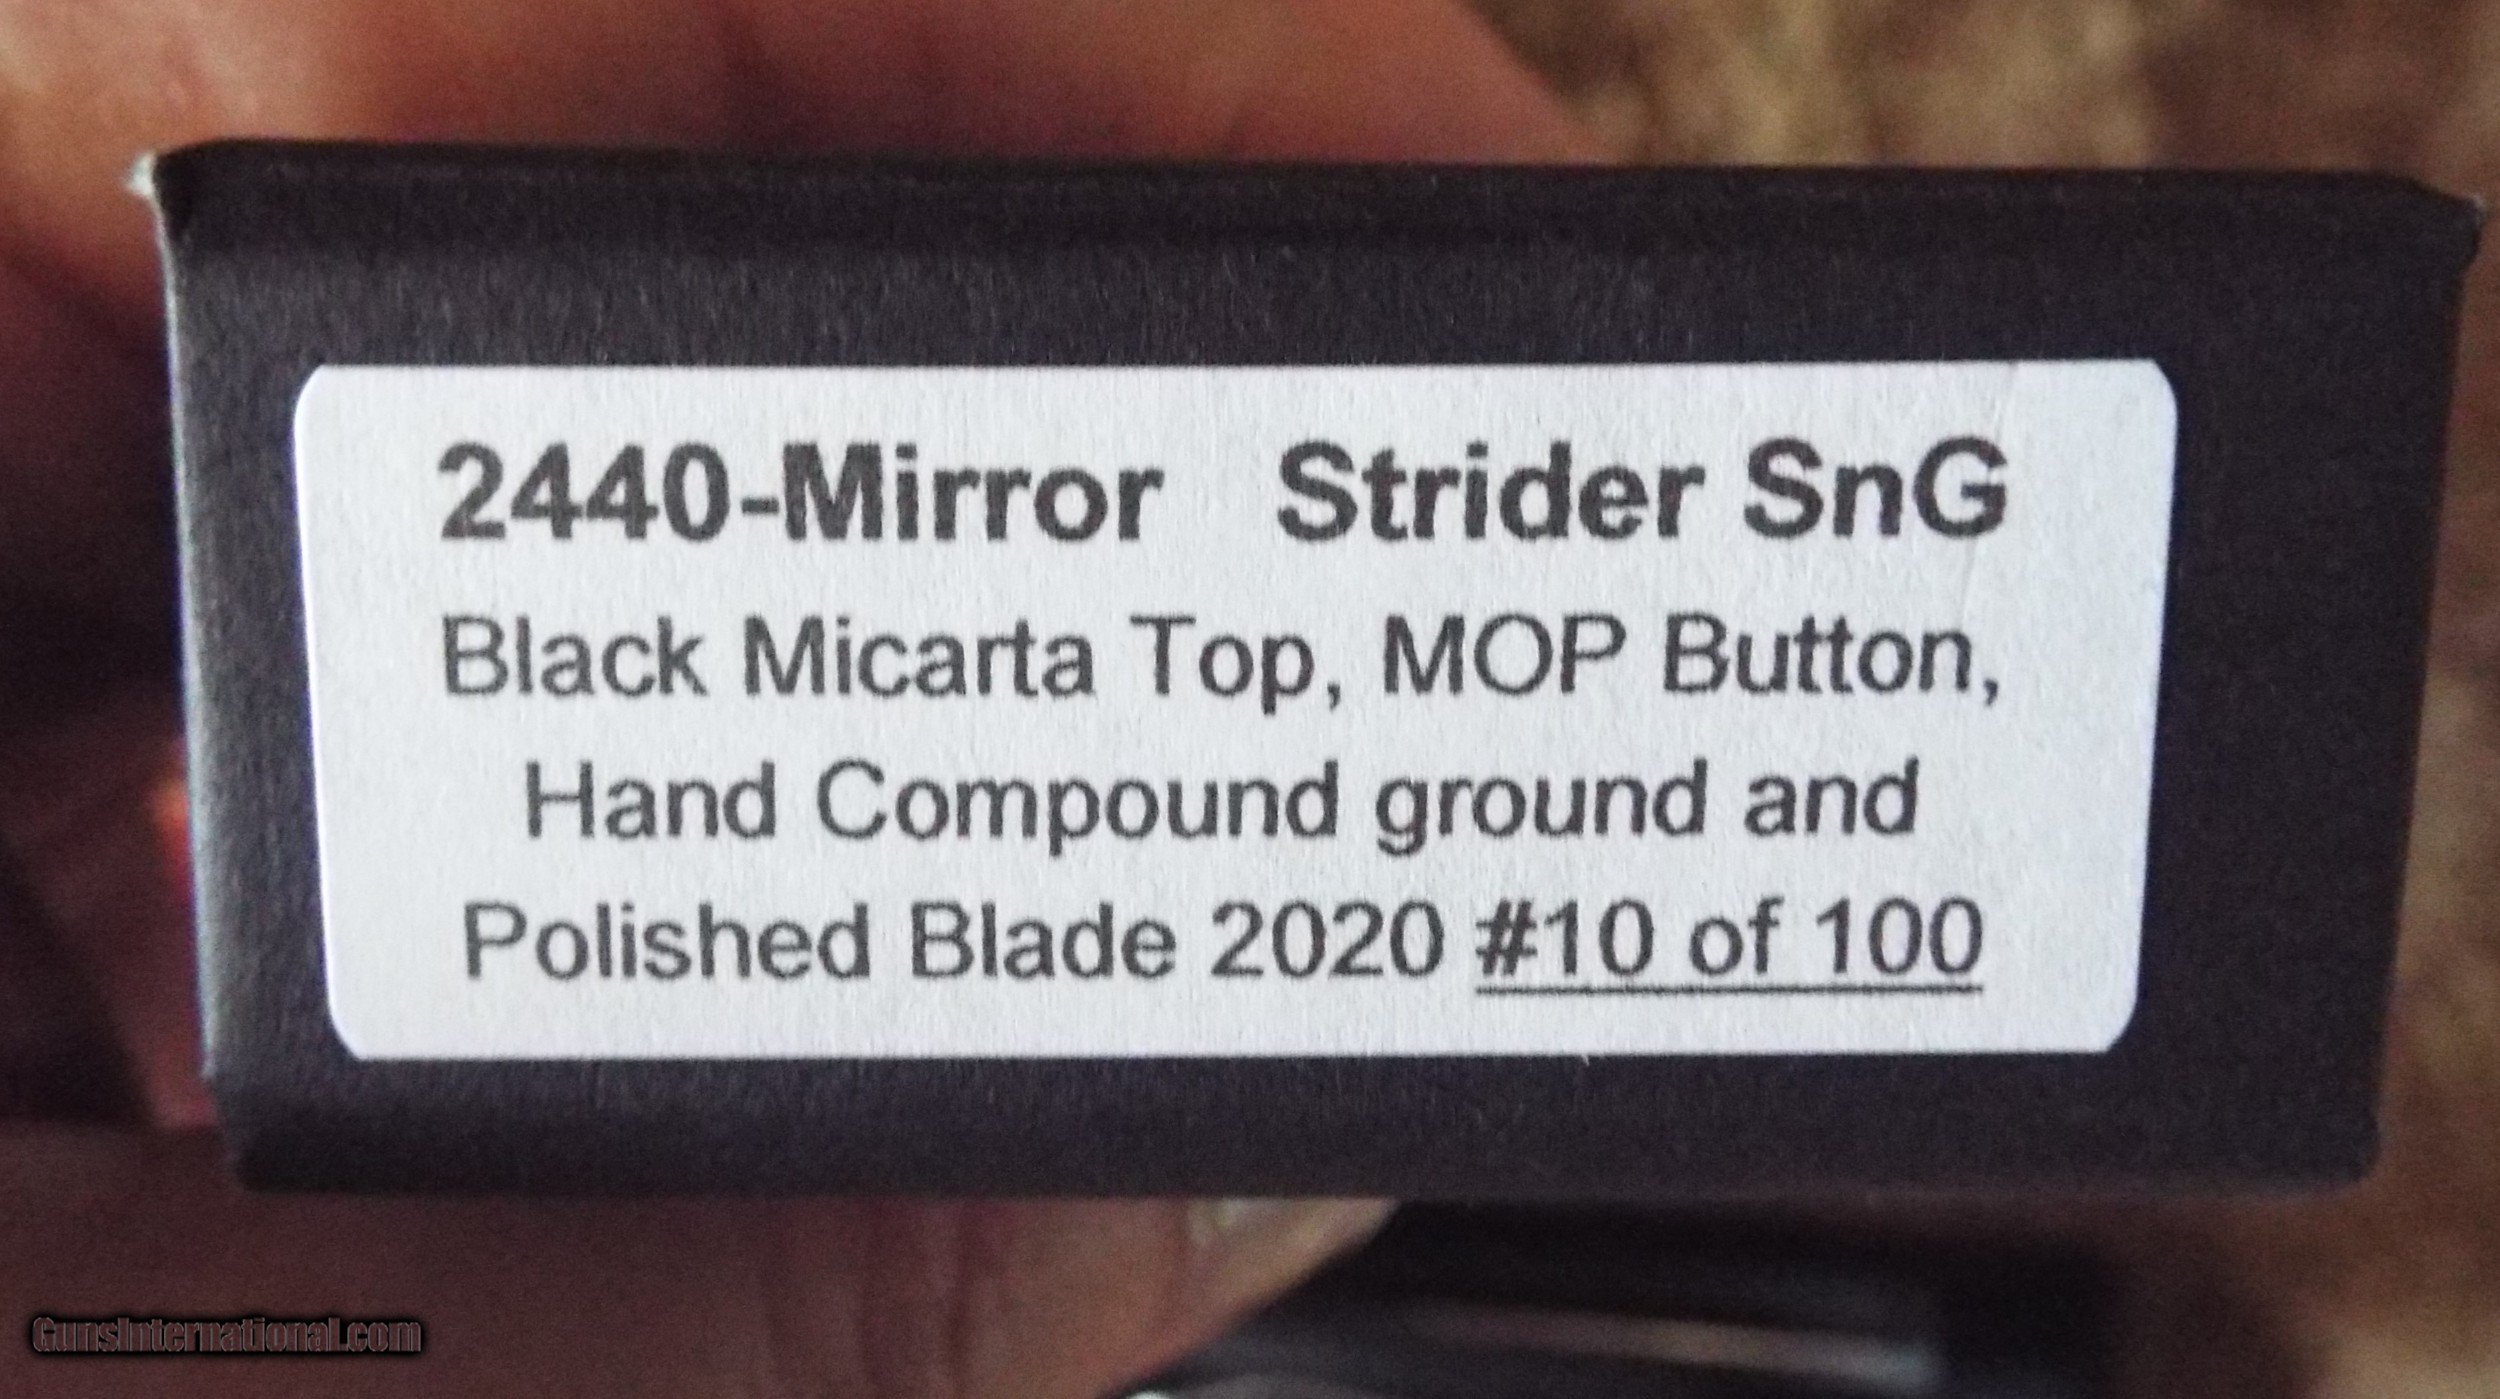 2440-Mirror Strider SnG
Black Micarta Top, MOP Button,
Hand Compound ground and
Polished Blade 2020 #10 of 100
GunsInternational.com